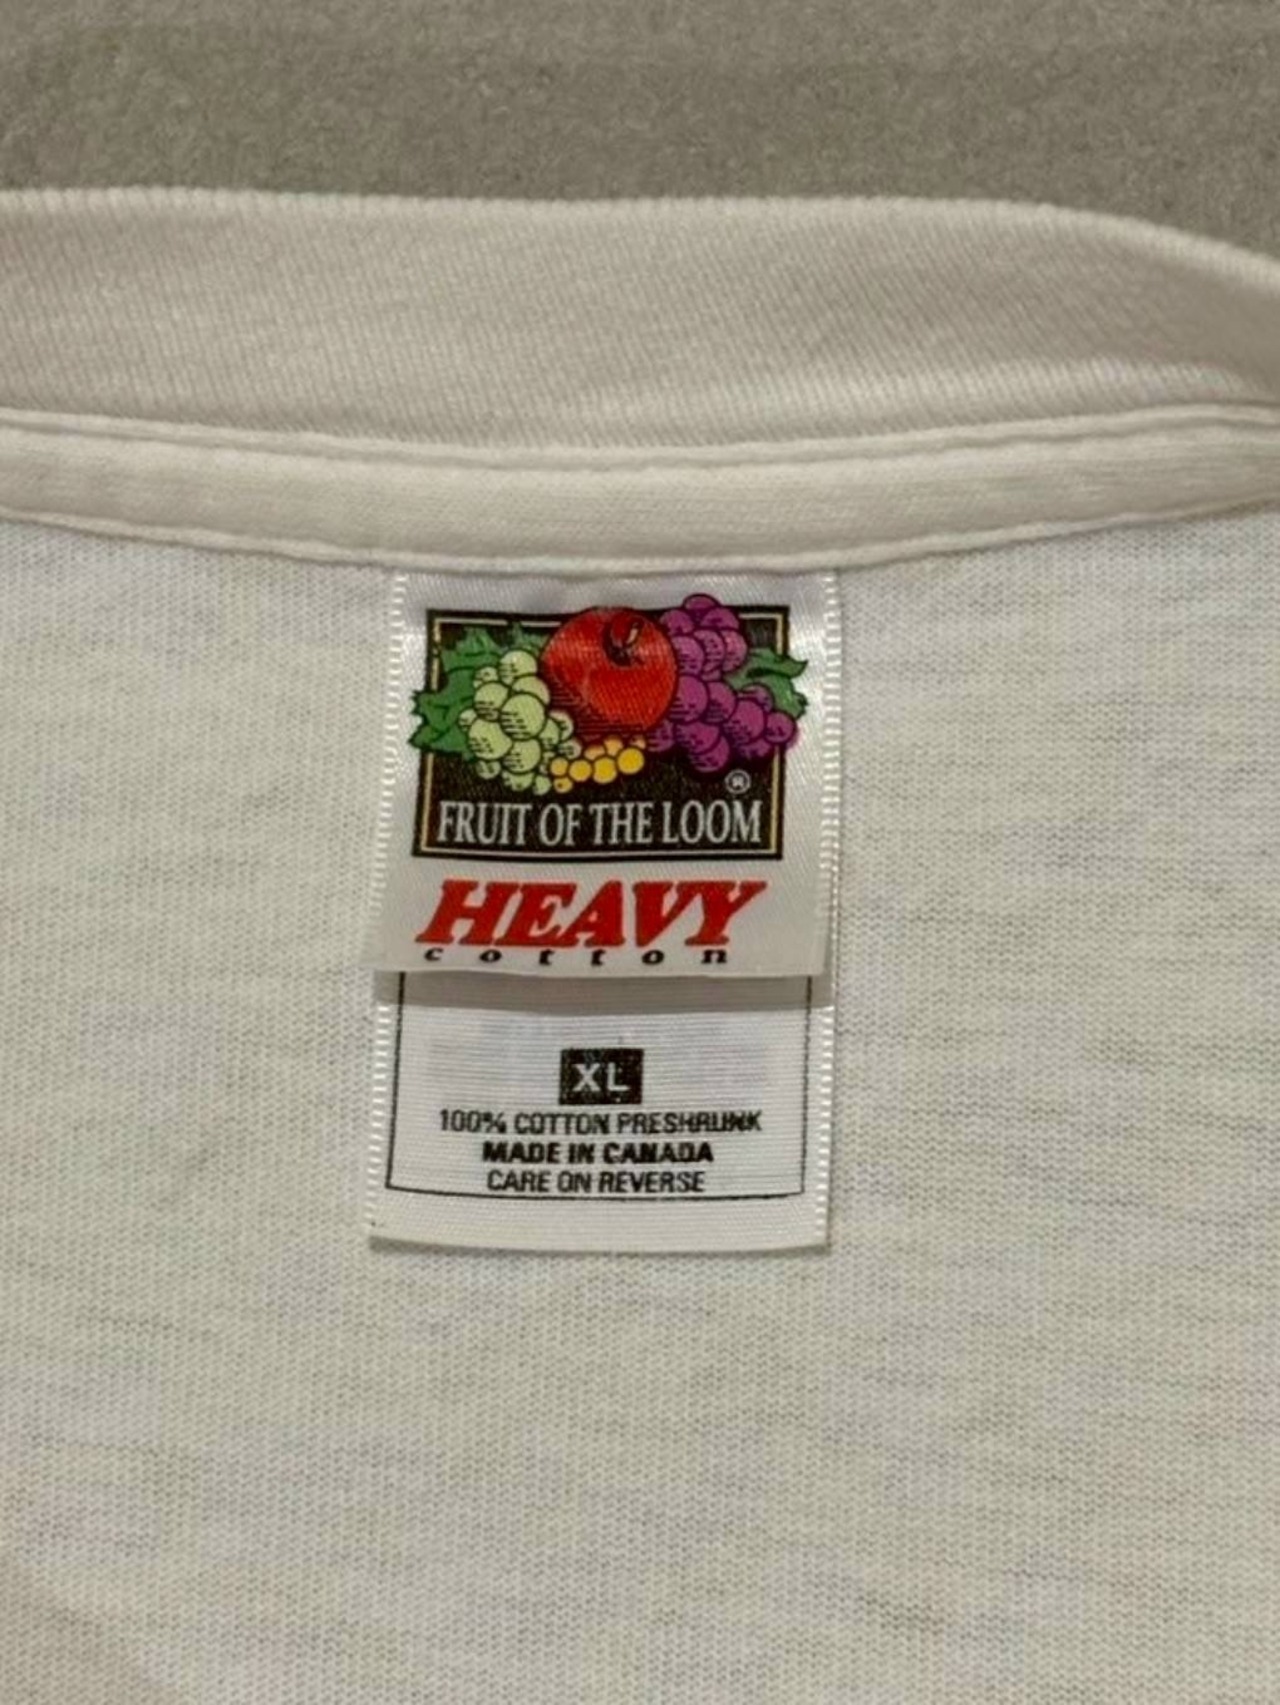 ®
FRUIT OF THE LOOM
HEAVY
cotton
XL
100% COTTON PRESHRUNK
MADE IN CANADA
CARE ON REVERSE